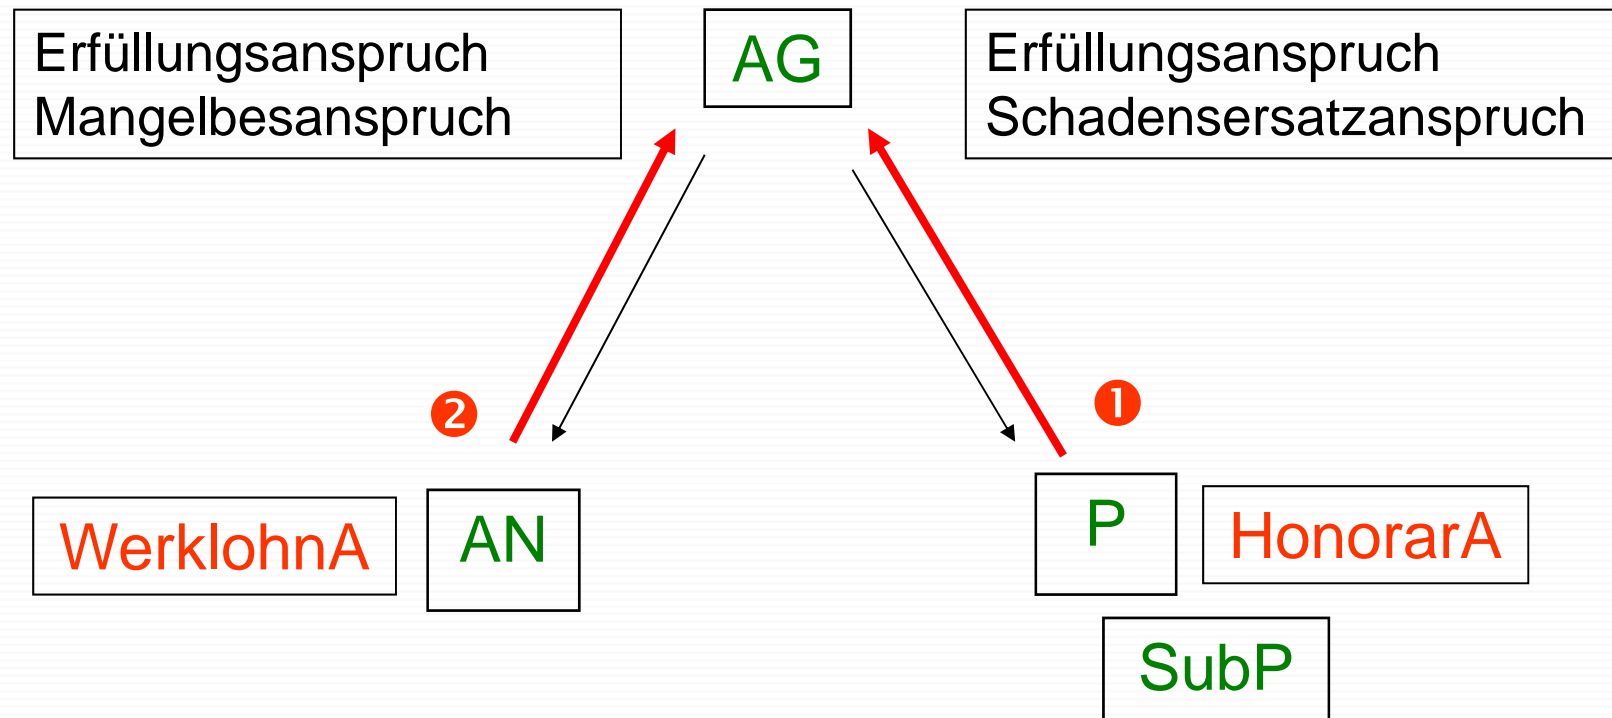 Erfüllungsanspruch
Mangelbesanspruch
AG
Erfüllungsanspruch
Schadensersatzanspruch
❷
❶
WerklohnA
AN
P
HonorarA
SubP